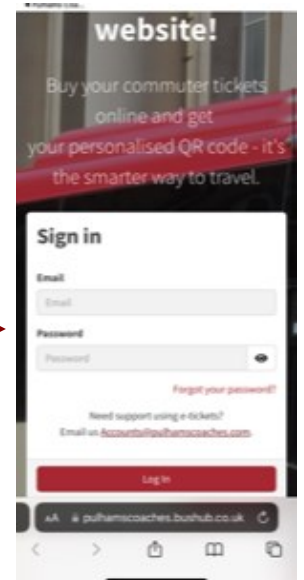 website!
Buy your commuter tickets
online and get
your personalised QR code - it's
the smarter way to travel.
Sign in
Email
Email
Password
Password
Forgot your password?
Need support using e-tickets?
Email us Accounts@pulhamscoaches.com.
Log In
AA pulhamscoaches.bushub.co.uk